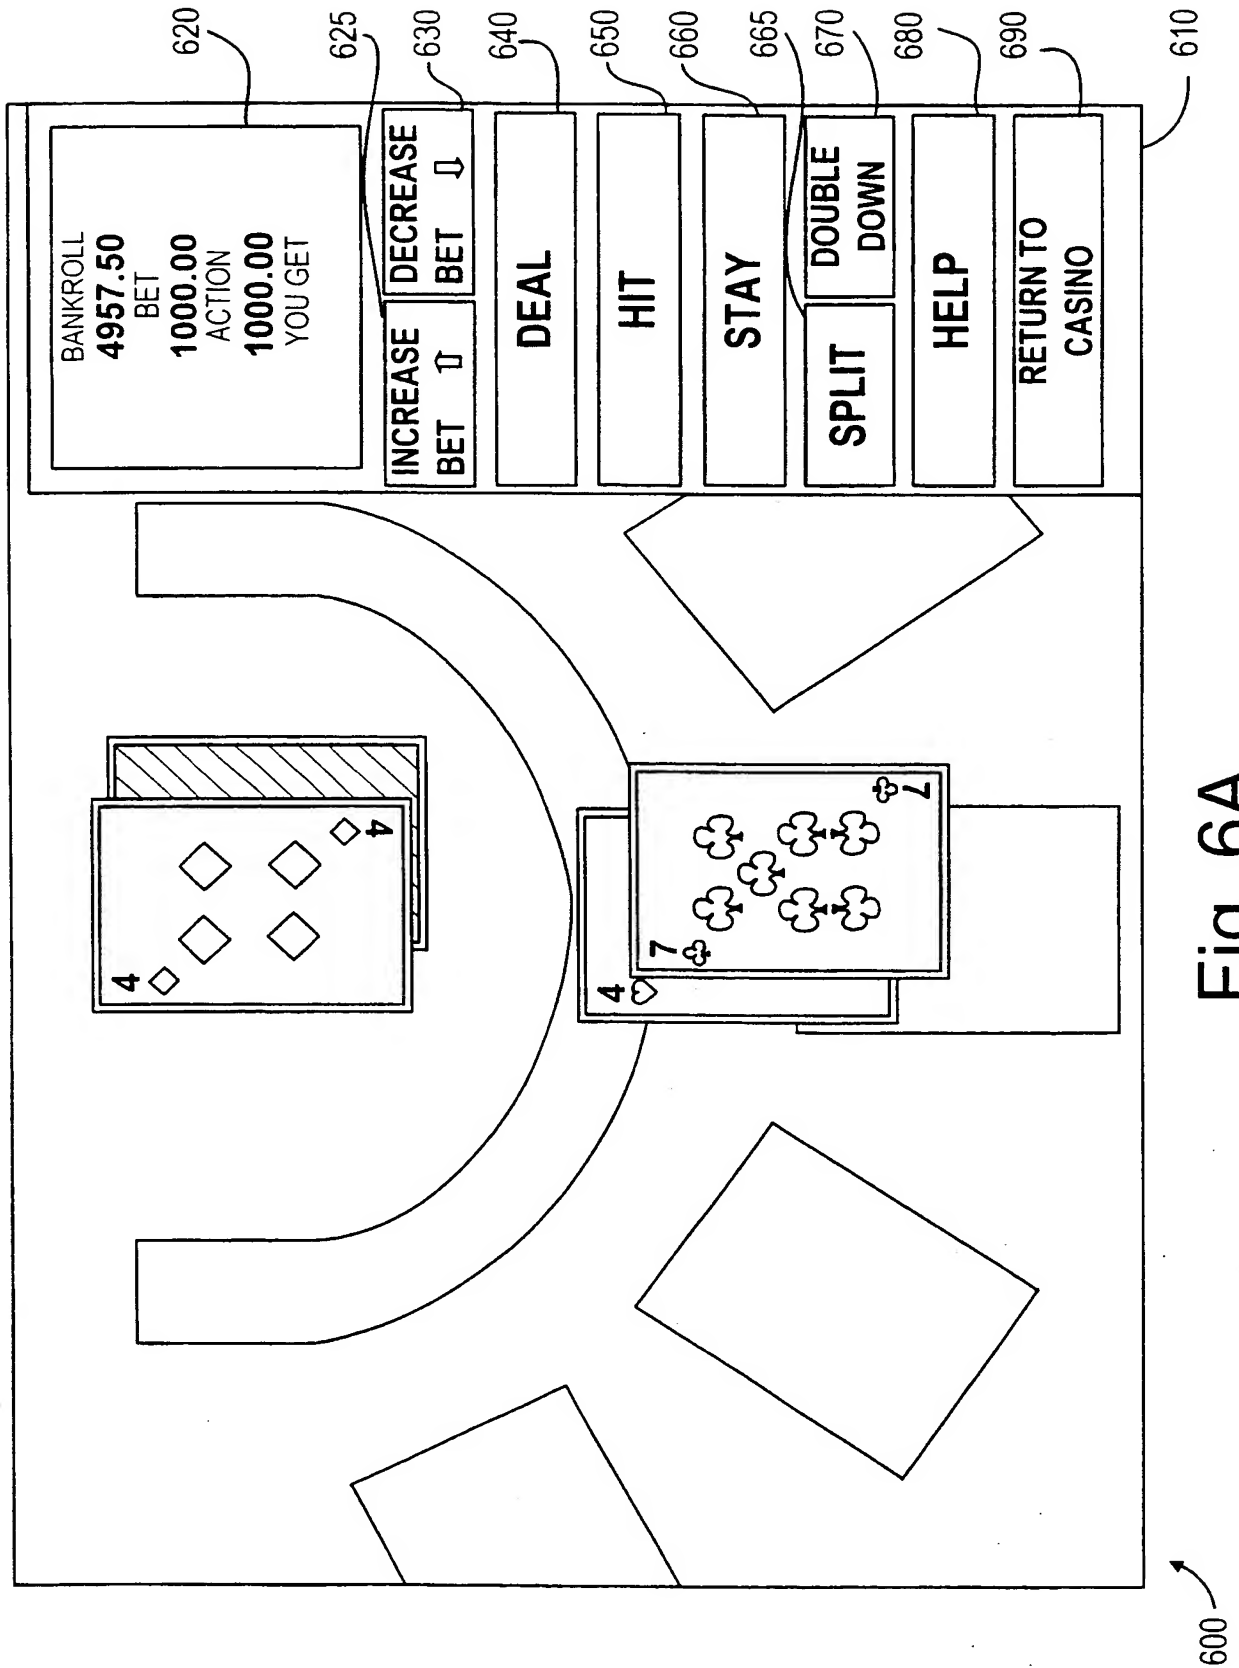 BANKROLL
4957.50
BET
1000.00
ACTION
1000.00
YOU GET
INCREASE
BET
DECREASE
BET
DEAL
HIT
STAY
SPLIT
DOUBLE
DOWN
HELP
RETURN TO
CASINO
620
625
630
640
650
660
665
670
680
690
610
4
4
4
7
7
600
Fig. 6A